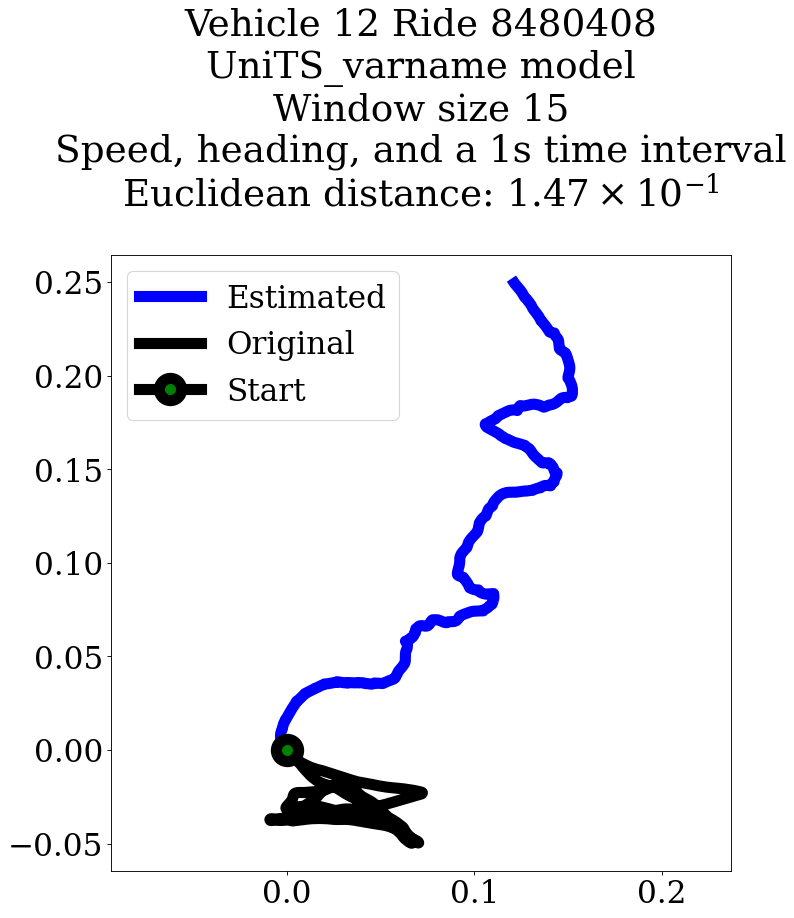 Vehicle 12 Ride 8480408
UniTS_varname model
Window size 15
Speed, heading, and a 1s time interval
Euclidean distance: 1.47 × 10⁻¹
Estimated
Original
Start
0.25
0.20
0.15
0.10
0.05
0.00
−0.05
0.0 0.1 0.2